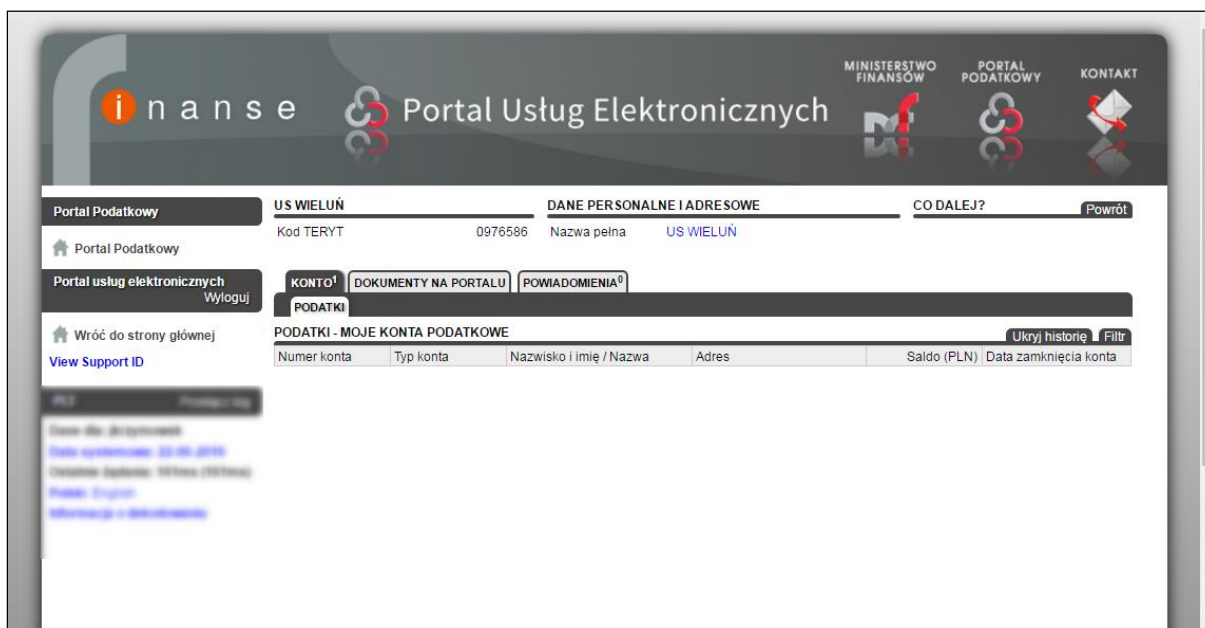 MINISTERSTWO FINANSÓW
PORTAL PODATKOWY
KONTAKT
inanse
Portal Usług Elektronicznych
Portal Podatkowy
Portal Podatkowy
Portal usług elektronicznych
Wyloguj
Wróć do strony głównej
View Support ID
US WIELUŃ
Kod TERYT 0976586
DANE PERSONALNE I ADRESOWE
Nazwa pełna US WIELUŃ
CO DALEJ? Powrót
KONTO1 DOKUMENTY NA PORTALU POWIADOMIENIA0
PODATKI
PODATKI - MOJE KONTA PODATKOWE Ukryj historię Filtr
Numer konta Typ konta Nazwisko i imię / Nazwa Adres Saldo (PLN) Data zamknięcia konta